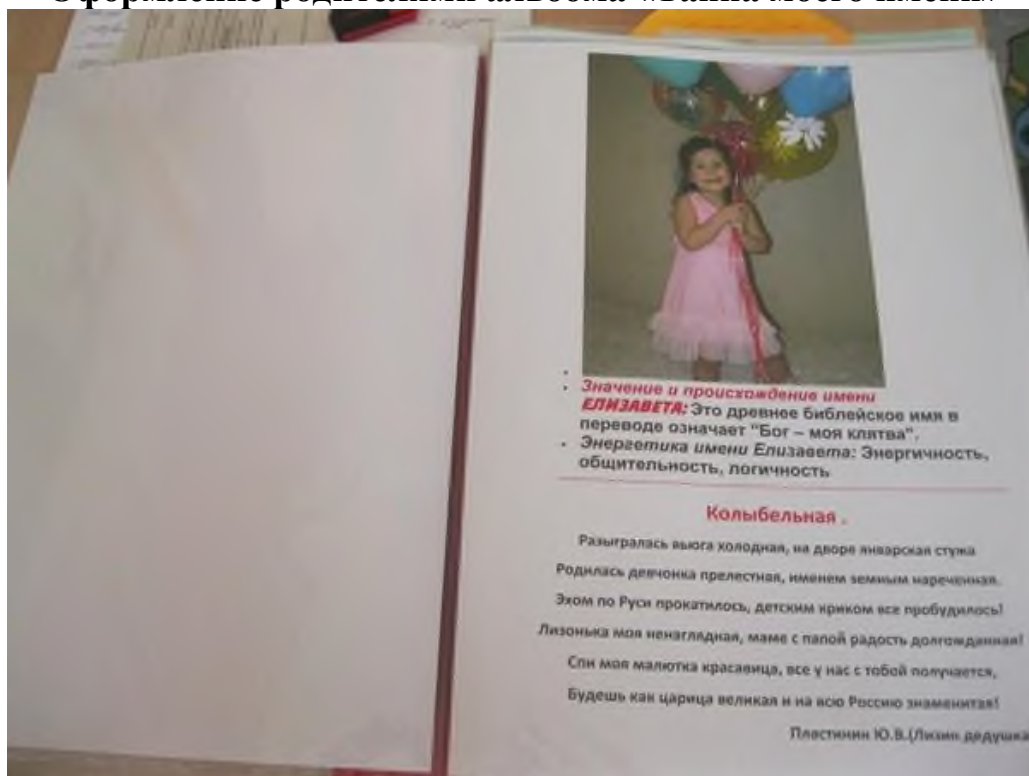 Оформление родителями альбома «Тайна моего имени»
Значение и происхождение имени
ЕЛИЗАВЕТА: Это древнее библейское имя в
переводе означает "Бог – моя клятва".
Энергетика имени Елизавета: Энергичность,
общительность, логичность
Колыбельная .
Разыгралась вьюга холодная, на дворе январская стужа
Родилась девчонка прелестная, именем земным нареченная.
Эхом по Руси прокатилось, детским криком все пробудилось!
Лизонька моя ненаглядная, маме с папой радость долгожданная!
Спи моя малютка красавица, все у нас с тобой получается,
Будешь как царица великая и на всю Россию знаменитая!
Пластинин Ю.В.(Лизин дедушка